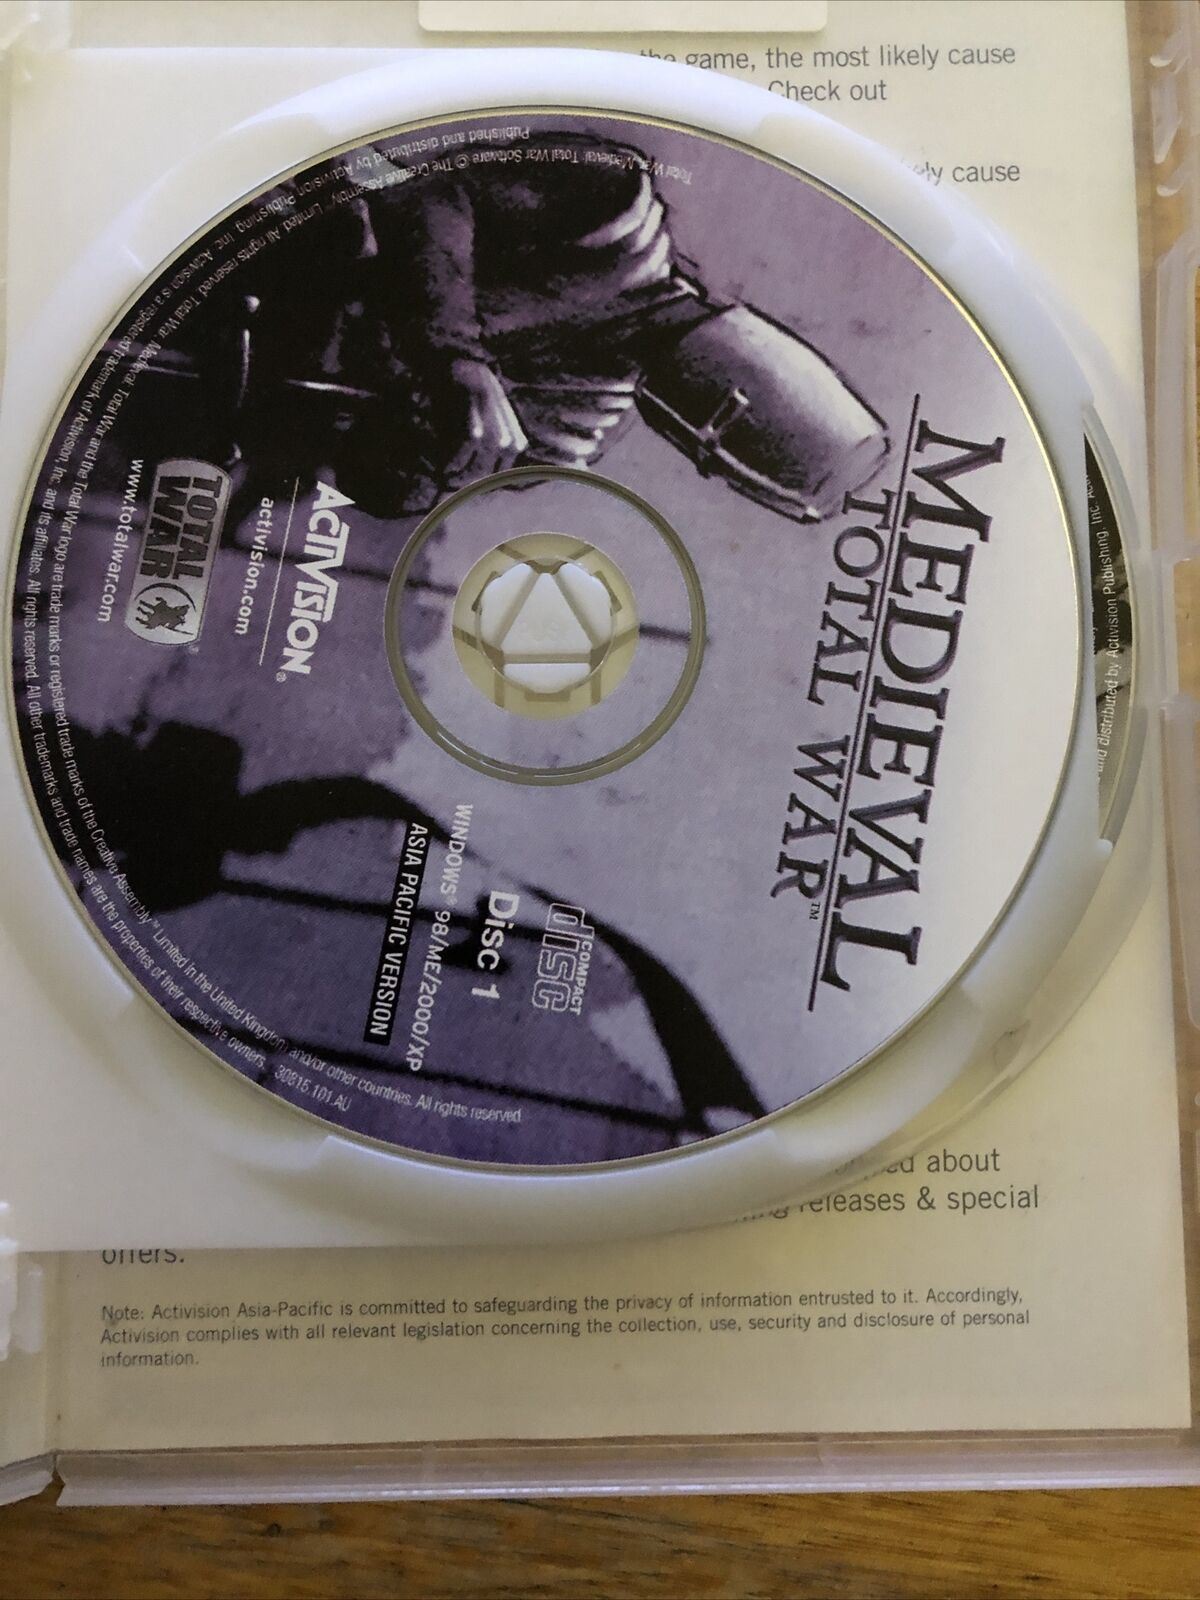 the game, the most likely cause
Check out
likely cause
MEDIEVAL
TOTAL WAR™
COMPACT
disc
Disc 1
WINDOWS® 98/ME/2000/XP
ASIA PACIFIC VERSION
ACTIVISION®
activision.com
TOTAL
WAR®
www.totalwar.com
Total War, Medieval: Total War Software © The Creative Assembly™ Limited. All rights reserved. Total War, Medieval: Total War and the Total War logo are trade marks or registered trade marks of the Creative Assembly™ Limited in the United Kingdom and/or other countries. All rights reserved.
Published and distributed by Activision Publishing, Inc. Activision is a registered trademark of Activision, Inc. and its affiliates. All rights reserved. All other trademarks and trade names are the properties of their respective owners. 30815.101.AU
and distributed by Activision Publishing, Inc.
about
releases & special
offers.
Note: Activision Asia-Pacific is committed to safeguarding the privacy of information entrusted to it. Accordingly,
Activision complies with all relevant legislation concerning the collection, use, security and disclosure of personal
information.